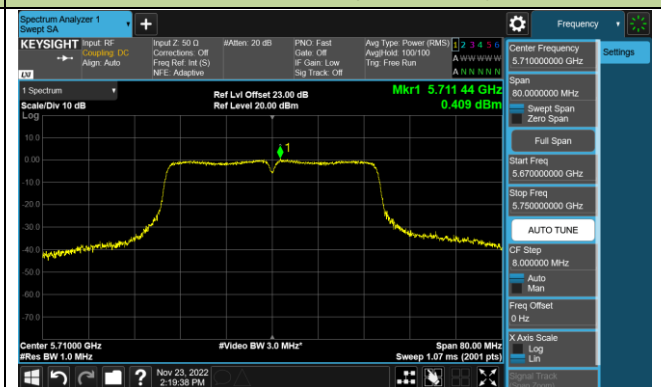 Spectrum Analyzer 1
Swept SA
+
Frequency
KEYSIGHT
Input: RF
Coupling: DC
Align: Auto
Input Z: 50 Ω
Corrections: Off
Freq Ref: Int (S)
NFE: Adaptive
#Atten: 20 dB
PNO: Fast
Gate: Off
IF Gain: Low
Sig Track: Off
Avg Type: Power (RMS)
Avg|Hold: 100/100
Trig: Free Run
1 2 3 4 5 6
A W W W W W
A N N N N N
LXI
1 Spectrum
Scale/Div 10 dB
Log
Ref Lvl Offset 23.00 dB
Ref Level 20.00 dBm
Mkr1 5.711 44 GHz
0.409 dBm
10.0
0.00
-10.0
-20.0
-30.0
-40.0
-50.0
-60.0
-70.0
1
Center 5.71000 GHz
#Res BW 1.0 MHz
#Video BW 3.0 MHz*
Span 80.00 MHz
Sweep 1.07 ms (2001 pts)
Center Frequency
5.710000000 GHz
Settings
Span
80.0000000 MHz
Swept Span
Zero Span
Full Span
Start Freq
5.670000000 GHz
Stop Freq
5.750000000 GHz
AUTO TUNE
CF Step
8.000000 MHz
Auto
Man
Freq Offset
0 Hz
X Axis Scale
Log
Lin
Signal Track
(Span Zoom)
?
Nov 23, 2022
2:19:38 PM